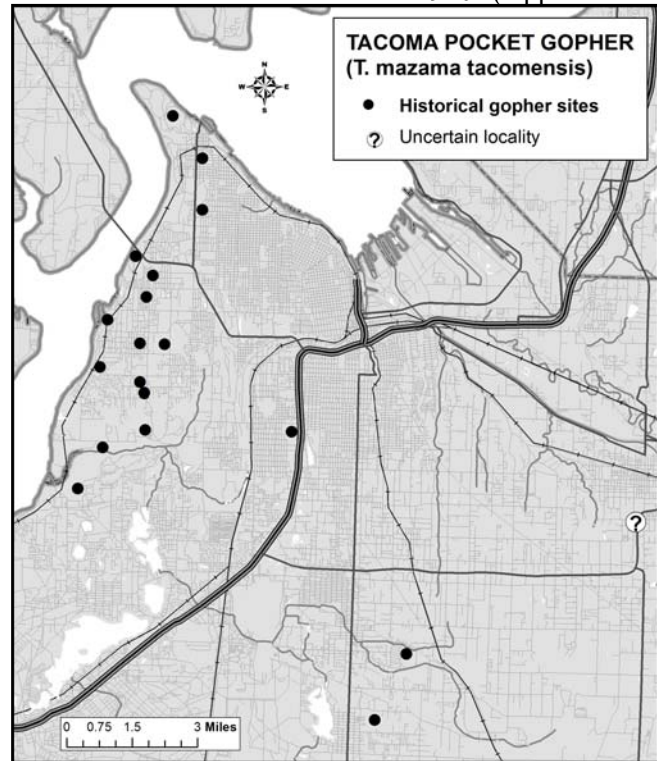 TACOMA POCKET GOPHER
(T. mazama tacomensis)
Historical gopher sites
? Uncertain locality
N
W E
S
?
0 0.75 1.5 3 Miles